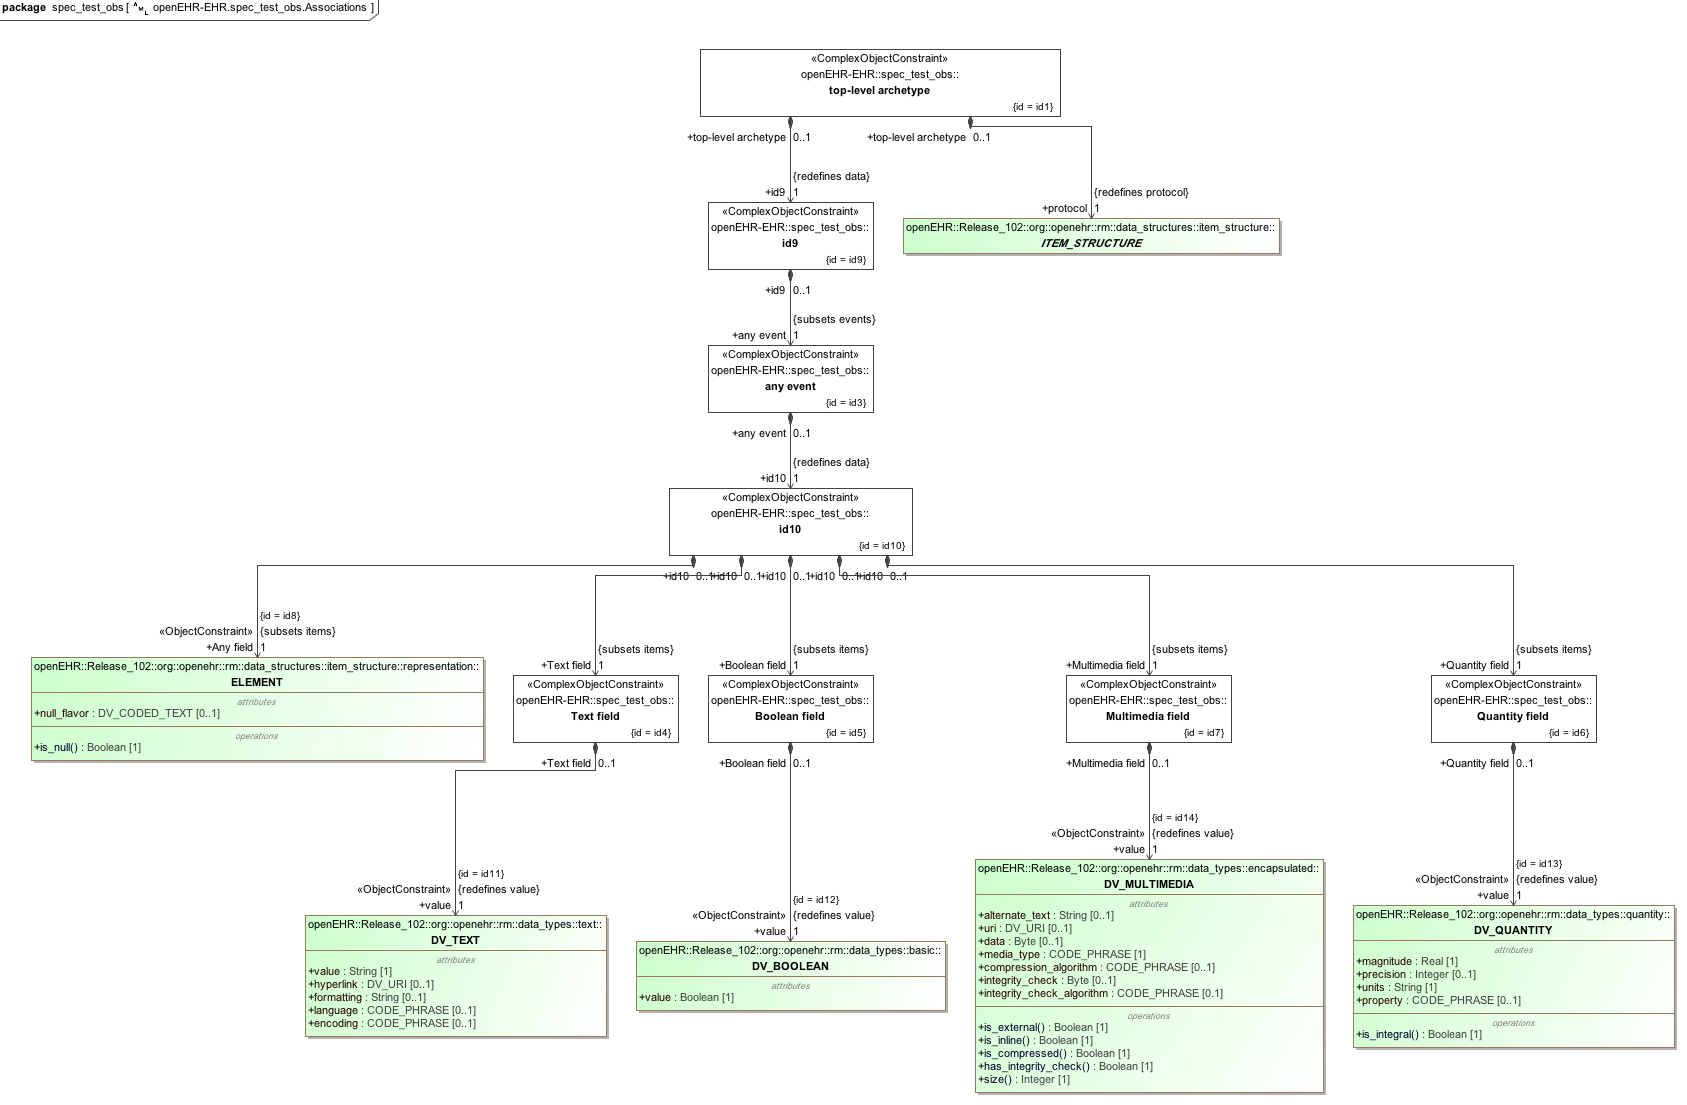 package spec_test_obs [ AML openEHR-EHR.spec_test_obs.Associations ]
«ComplexObjectConstraint»
openEHR-EHR::spec_test_obs::
top-level archetype
{id = id1}
+top-level archetype 0..1
+top-level archetype 0..1
{redefines data}
+id9 1
{redefines protocol}
+protocol 1
«ComplexObjectConstraint»
openEHR-EHR::spec_test_obs::
id9
{id = id9}
openEHR::Release_102::org::openehr::rm::data_structures::item_structure::
ITEM_STRUCTURE
+id9 0..1
{subsets events}
+any event 1
«ComplexObjectConstraint»
openEHR-EHR::spec_test_obs::
any event
{id = id3}
+any event 0..1
{redefines data}
+id10 1
«ComplexObjectConstraint»
openEHR-EHR::spec_test_obs::
id10
{id = id10}
+id10 0..1
+id10 0..1
+id10 0..1
+id10 0..1
+id10 0..1
{id = id8}
«ObjectConstraint» {subsets items}
+Any field 1
openEHR::Release_102::org::openehr::rm::data_structures::item_structure::representation::
ELEMENT
attributes
+null_flavor : DV_CODED_TEXT [0..1]
operations
+is_null() : Boolean [1]
{subsets items}
+Text field 1
«ComplexObjectConstraint»
openEHR-EHR::spec_test_obs::
Text field
{id = id4}
+Text field 0..1
{subsets items}
+Boolean field 1
«ComplexObjectConstraint»
openEHR-EHR::spec_test_obs::
Boolean field
{id = id5}
+Boolean field 0..1
{subsets items}
+Multimedia field 1
«ComplexObjectConstraint»
openEHR-EHR::spec_test_obs::
Multimedia field
{id = id7}
+Multimedia field 0..1
{subsets items}
+Quantity field 1
«ComplexObjectConstraint»
openEHR-EHR::spec_test_obs::
Quantity field
{id = id6}
+Quantity field 0..1
{id = id11}
«ObjectConstraint» {redefines value}
+value 1
openEHR::Release_102::org::openehr::rm::data_types::text::
DV_TEXT
attributes
+value : String [1]
+hyperlink : DV_URI [0..1]
+formatting : String [0..1]
+language : CODE_PHRASE [0..1]
+encoding : CODE_PHRASE [0..1]
{id = id12}
«ObjectConstraint» {redefines value}
+value 1
openEHR::Release_102::org::openehr::rm::data_types::basic::
DV_BOOLEAN
attributes
+value : Boolean [1]
{id = id14}
«ObjectConstraint» {redefines value}
+value 1
openEHR::Release_102::org::openehr::rm::data_types::encapsulated::
DV_MULTIMEDIA
attributes
+alternate_text : String [0..1]
+uri : DV_URI [0..1]
+data : Byte [0..1]
+media_type : CODE_PHRASE [1]
+compression_algorithm : CODE_PHRASE [0..1]
+integrity_check : Byte [0..1]
+integrity_check_algorithm : CODE_PHRASE [0.1]
operations
+is_external() : Boolean [1]
+is_inline() : Boolean [1]
+is_compressed() : Boolean [1]
+has_integrity_check() : Boolean [1]
+size() : Integer [1]
{id = id13}
«ObjectConstraint» {redefines value}
+value 1
openEHR::Release_102::org::openehr::rm::data_types::quantity::
DV_QUANTITY
attributes
+magnitude : Real [1]
+precision : Integer [0..1]
+units : String [1]
+property : CODE_PHRASE [0..1]
operations
+is_integral() : Boolean [1]